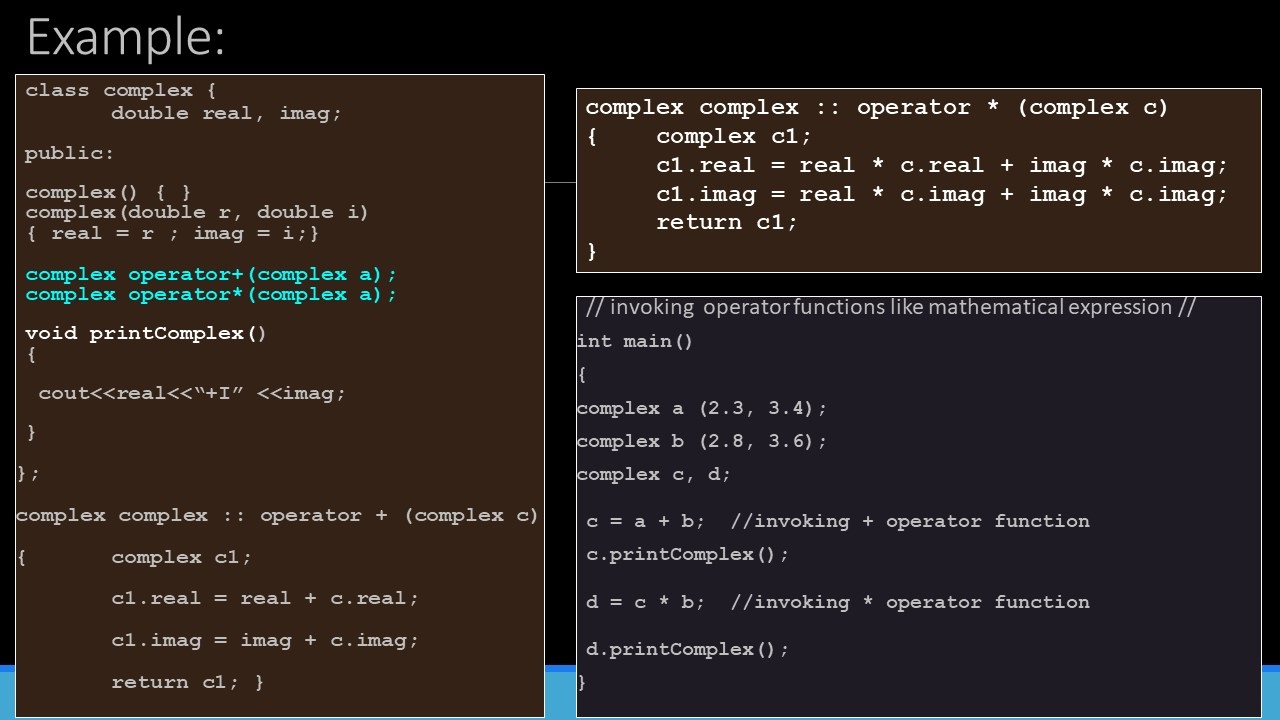 Example:
class complex {
double real, imag;
public:
complex() { }
complex(double r, double i)
{ real = r ; imag = i;}
complex operator+(complex a);
complex operator*(complex a);
void printComplex()
{
cout<<real<<“+I” <<imag;
}
};
complex complex :: operator + (complex c)
{ complex c1;
c1.real = real + c.real;
c1.imag = imag + c.imag;
return c1; }
complex complex :: operator * (complex c)
{ complex c1;
c1.real = real * c.real + imag * c.imag;
c1.imag = real * c.imag + imag * c.imag;
return c1;
}
// invoking operator functions like mathematical expression //
int main()
{
complex a (2.3, 3.4);
complex b (2.8, 3.6);
complex c, d;
c = a + b; //invoking + operator function
c.printComplex();
d = c * b; //invoking * operator function
d.printComplex();
}